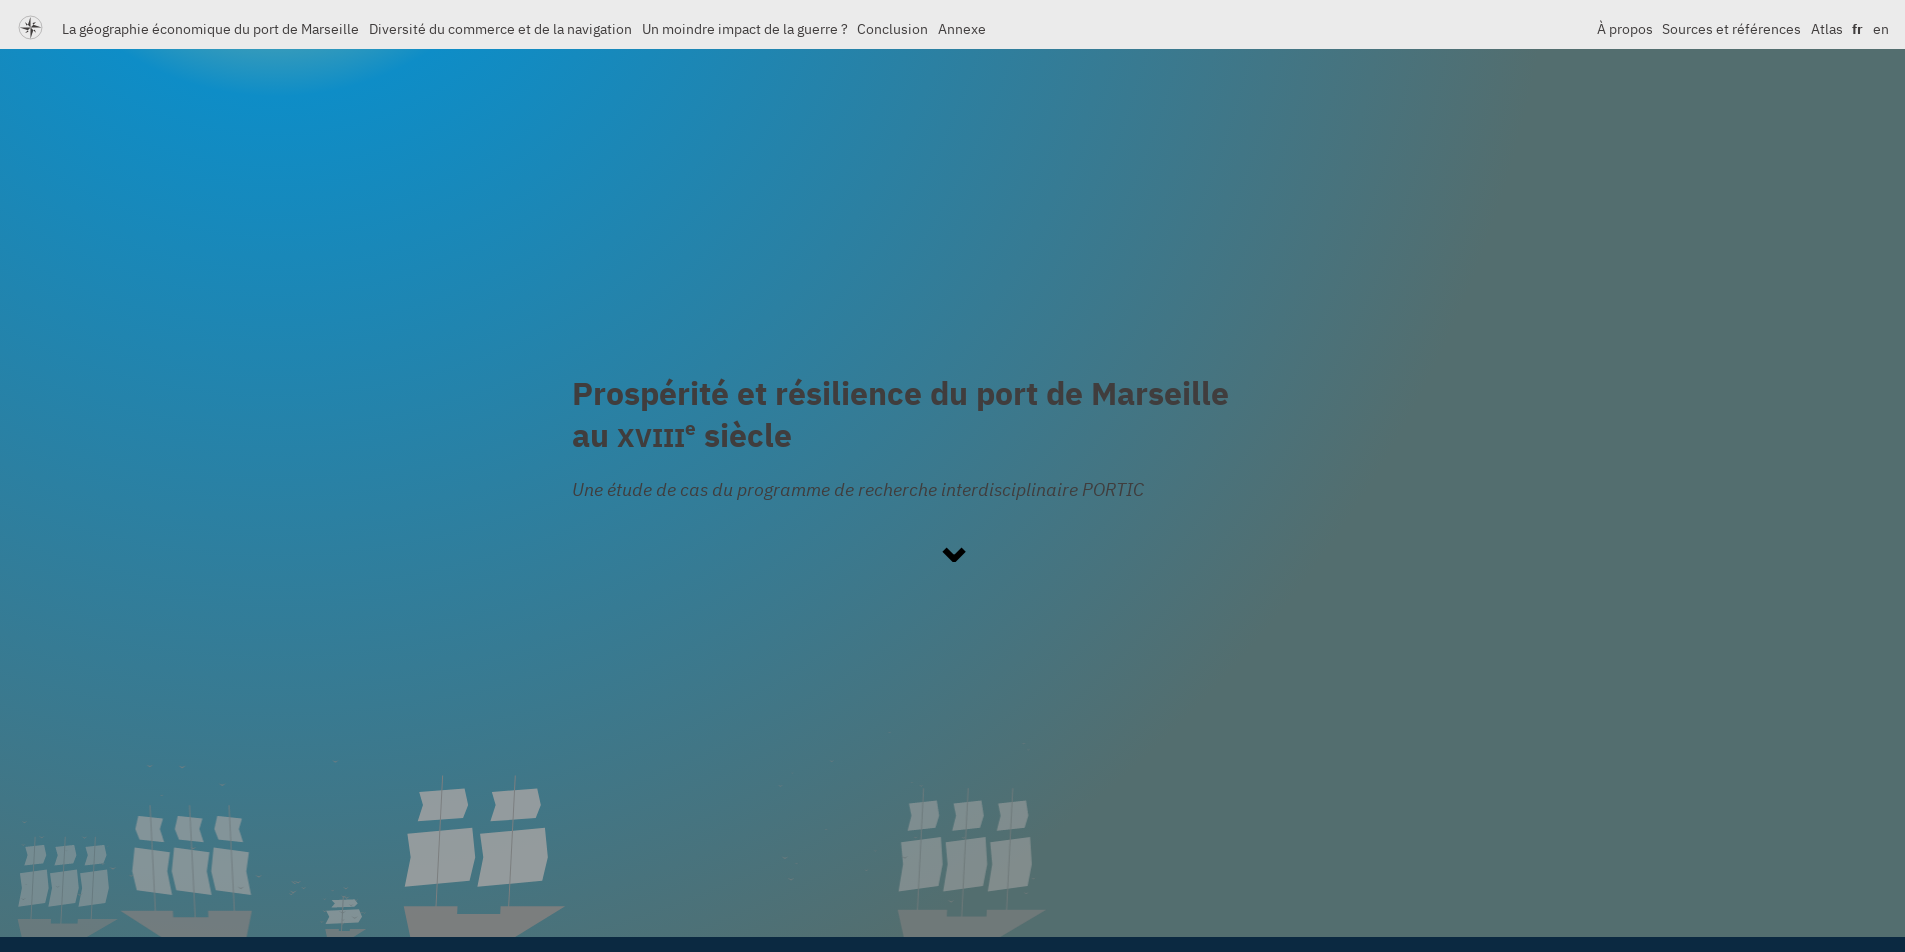 La géographie économique du port de Marseille Diversité du commerce et de la navigation Un moindre impact de la guerre ? Conclusion Annexe À propos Sources et références Atlas fr en
Prospérité et résilience du port de Marseille
au XVIIIe siècle
Une étude de cas du programme de recherche interdisciplinaire PORTIC